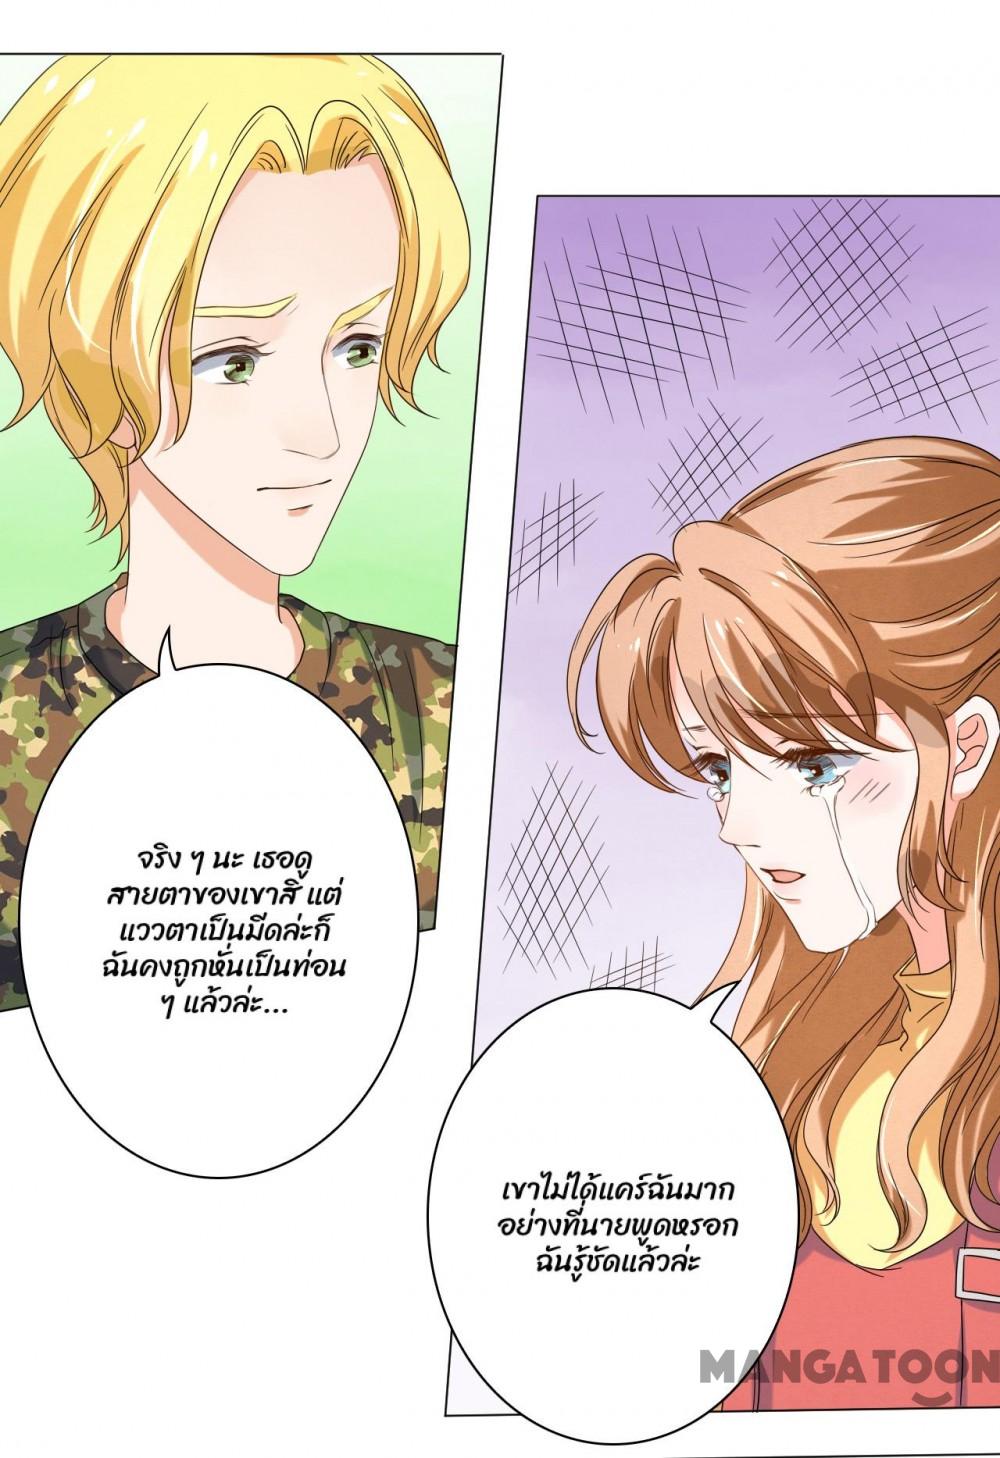 จริง ๆ นะ เธอดู
สายตาของเขาสิ แต่
แววตาเป็นมีดล่ะก็
ฉันคงถูกหั่นเป็นท่อน
ๆ แล้วล่ะ...
เขาไม่ได้แคร์ฉันมาก
อย่างที่นายพูดหรอก
ฉันรู้ชัดแล้วล่ะ
MANGATOON